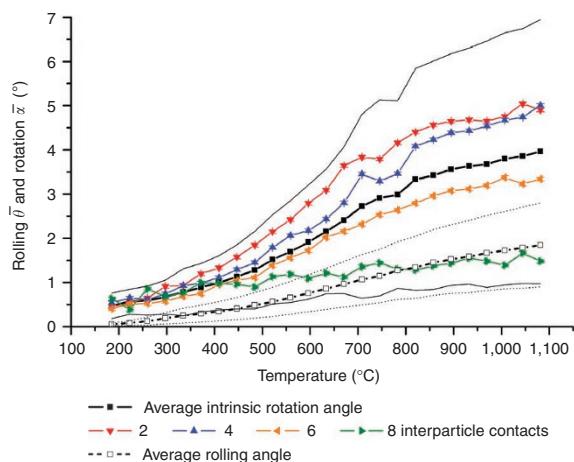 7
6
5
4
3
2
1
0
Rolling θ̅ and rotation α̅ (°)
100 200 300 400 500 600 700 800 900 1,000 1,100
Temperature (°C)
Average intrinsic rotation angle
2 4 6 8 interparticle contacts
Average rolling angle